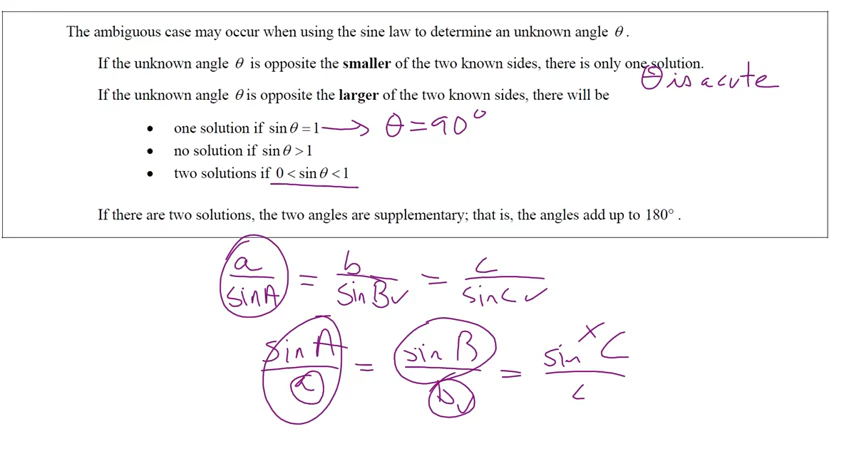 The ambiguous case may occur when using the sine law to determine an unknown angle θ.
If the unknown angle θ is opposite the smaller of the two known sides, there is only one solution.
θ is acute
If the unknown angle θ is opposite the larger of the two known sides, there will be
• one solution if sin θ = 1 → θ = 90°
• no solution if sin θ > 1
• two solutions if 0 < sin θ < 1
If there are two solutions, the two angles are supplementary; that is, the angles add up to 180°.
a/sinA = b/sinB✓ = c/sinC✓
sinA/a = sinB/b✓ = sin×C/c